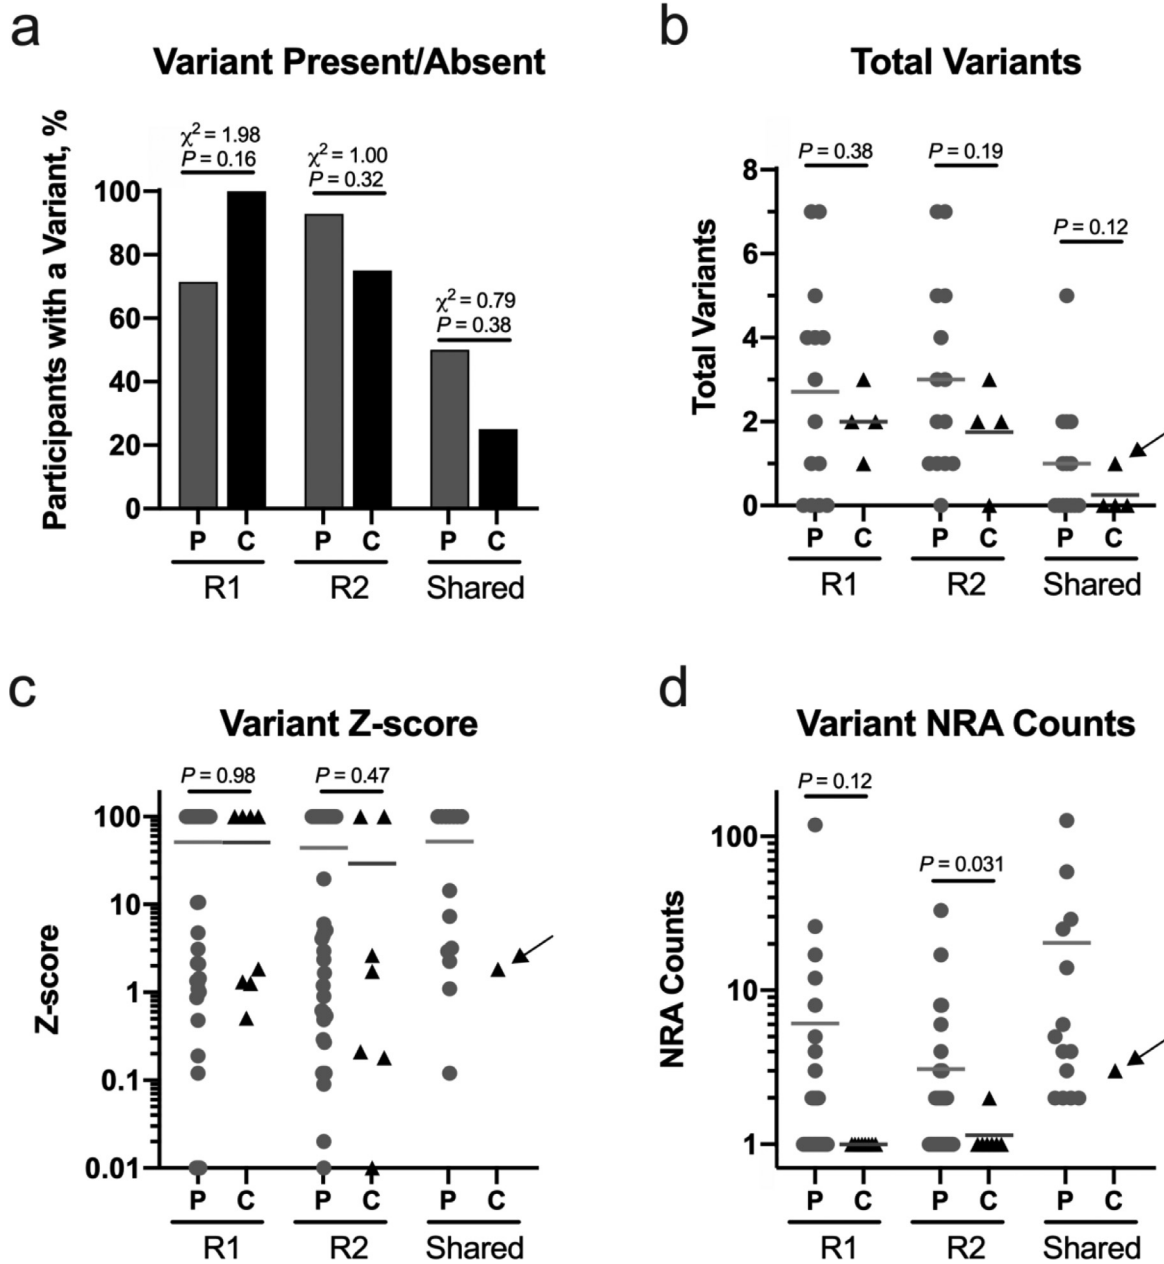 a
Variant Present/Absent
Participants with a Variant, %
χ² = 1.98
P = 0.16
χ² = 1.00
P = 0.32
χ² = 0.79
P = 0.38
100
80
60
40
20
0
P C P C P C
R1 R2 Shared
b
Total Variants
Total Variants
P = 0.38
P = 0.19
P = 0.12
8
6
4
2
0
P C P C P C
R1 R2 Shared
c
Variant Z-score
Z-score
P = 0.98
P = 0.47
100
10
1
0.1
0.01
P C P C P C
R1 R2 Shared
d
Variant NRA Counts
NRA Counts
P = 0.12
P = 0.031
100
10
1
P C P C P C
R1 R2 Shared